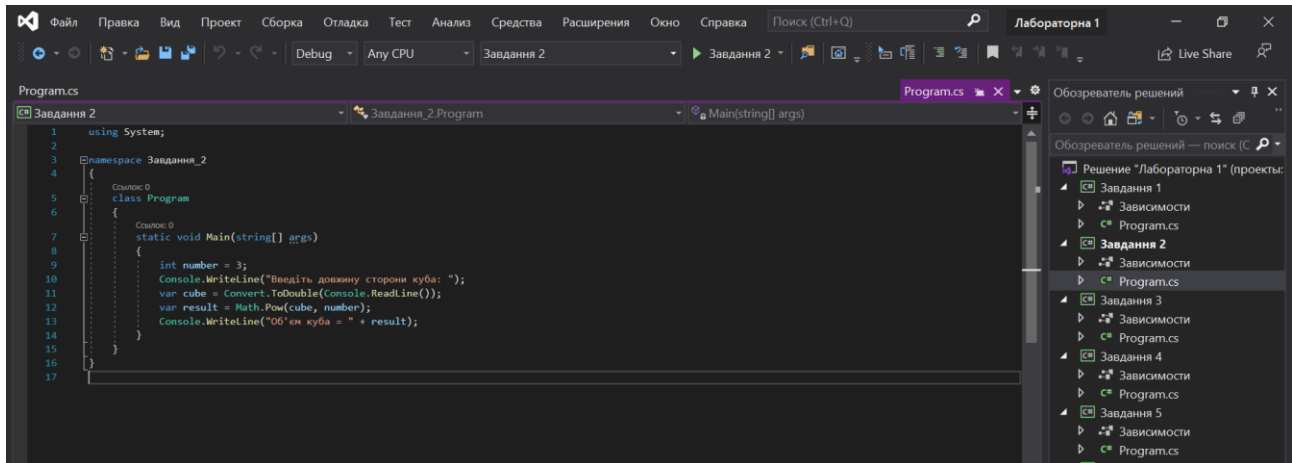 Файл Правка Вид Проект Сборка Отладка Тест Анализ Средства Расширения Окно Справка Поиск (Ctrl+Q) Лабораторна 1
Debug Any CPU Завдання 2 Завдання 2 Live Share
Program.cs Program.cs
Завдання 2 Завдання_2.Program Main(string[] args)
1 using System;
2
3 namespace Завдання_2
4 {
Ссылок: 0
5 class Program
6 {
Ссылок: 0
7 static void Main(string[] args)
8 {
9 int number = 3;
10 Console.WriteLine("Введіть довжину сторони куба: ");
11 var cube = Convert.ToDouble(Console.ReadLine());
12 var result = Math.Pow(cube, number);
13 Console.WriteLine("Об'єм куба = " + result);
14 }
15 }
16 }
17
Обозреватель решений
Обозреватель решений — поиск (С
Решение "Лабораторна 1" (проекты:
C# Завдання 1
Зависимости
C# Program.cs
C# Завдання 2
Зависимости
C# Program.cs
C# Завдання 3
Зависимости
C# Program.cs
C# Завдання 4
Зависимости
C# Program.cs
C# Завдання 5
Зависимости
C# Program.cs